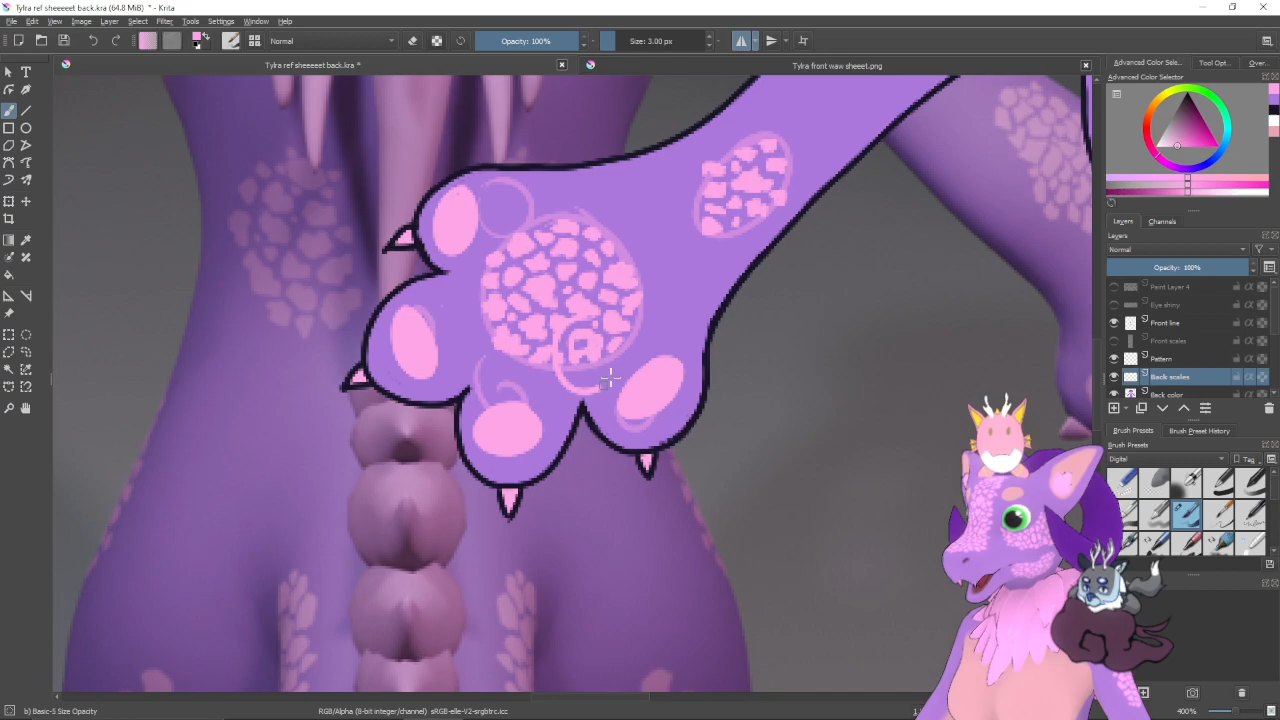 Tylra ref sheeeeet back.kra (64.8 MiB) * - Krita
File Edit View Image Layer Select Filter Tools Settings Window Help
Normal Opacity: 100% Size: 3.00 px
Tylra ref sheeeeet back.kra * Tylra front waw sheeet.png
Advanced Color Selec... Tool Opt... Over...
Advanced Color Selector
Layers Channels
Layers
Normal
Opacity: 100%
Paint Layer 4
Eye shiny
Front line
Front scales
Pattern
Back scales
Back color
Brush Presets Brush Preset History
Brush Presets
Digital Tag
b) Basic-5 Size Opacity RGB/Alpha (8-bit integer/channel) sRGB-elle-V2-srgbtrc.icc 400%